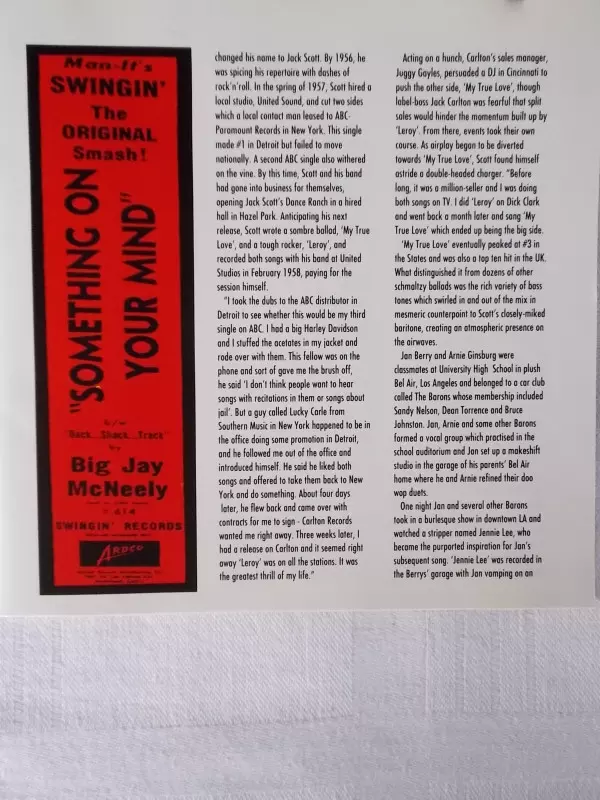 Man-It's
SWINGIN'
The
ORIGINAL
Smash!
"SOMETHING ON
YOUR MIND"
b/w
"Back...Shack...Track"
by
Big Jay
McNeely
# 614
SWINGIN' RECORDS
ARDCO
changed his name to Jack Scott. By 1956, he
was spicing his repertoire with dashes of
rock'n'roll. In the spring of 1957, Scott hired a
local studio, United Sound, and cut two sides
which a local contact man leased to ABC-
Paramount Records in New York. This single
made #1 in Detroit but failed to move
nationally. A second ABC single also withered
on the vine. By this time, Scott and his band
had gone into business for themselves,
opening Jack Scott's Dance Ranch in a hired
hall in Hazel Park. Anticipating his next
release, Scott wrote a sombre ballad, 'My True
Love', and a tough rocker, 'Leroy', and
recorded both songs with his band at United
Studios in February 1958, paying for the
session himself.
"I took the dubs to the ABC distributor in
Detroit to see whether this would be my third
single on ABC. I had a big Harley Davidson
and I stuffed the acetates in my jacket and
rode over with them. This fellow was on the
phone and sort of gave me the brush off,
he said 'I don't think people want to hear
songs with recitations in them or songs about
jail'. But a guy called Lucky Carle from
Southern Music in New York happened to be in
the office doing some promotion in Detroit,
and he followed me out of the office and
introduced himself. He said he liked both
songs and offered to take them back to New
York and do something. About four days
later, he flew back and came over with
contracts for me to sign - Carlton Records
wanted me right away. Three weeks later, I
had a release on Carlton and it seemed right
away 'Leroy' was on all the stations. It was
the greatest thrill of my life."
Acting on a hunch, Carlton's sales manager,
Juggy Gayles, persuaded a DJ in Cincinnati to
push the other side, 'My True Love', though
label-boss Jack Carlton was fearful that split
sales would hinder the momentum built up by
'Leroy'. From there, events took their own
course. As airplay began to be diverted
towards 'My True Love', Scott found himself
astride a double-headed charger. "Before
long, it was a million-seller and I was doing
both songs on TV. I did 'Leroy' on Dick Clark
and went back a month later and sang 'My
True Love' which ended up being the big side.
'My True Love' eventually peaked at #3 in
the States and was also a top ten hit in the UK.
What distinguished it from dozens of other
schmaltzy ballads was the rich variety of bass
tones which swirled in and out of the mix in
mesmeric counterpoint to Scott's closely-miked
baritone, creating an atmospheric presence on
the airwaves.
Jan Berry and Arnie Ginsburg were
classmates at University High School in plush
Bel Air, Los Angeles and belonged to a car club
called The Barons whose membership included
Sandy Nelson, Dean Torrence and Bruce
Johnston. Jan, Arnie and some other Barons
formed a vocal group which practised in the
school auditorium and Jan set up a makeshift
studio in the garage of his parents' Bel Air
home where he and Arnie refined their doo
wop duets.
One night Jan and several other Barons
took in a burlesque show in downtown LA and
watched a stripper named Jennie Lee, who
became the purported inspiration for Jan's
subsequent song. 'Jennie Lee' was recorded in
the Berrys' garage with Jan vamping on an